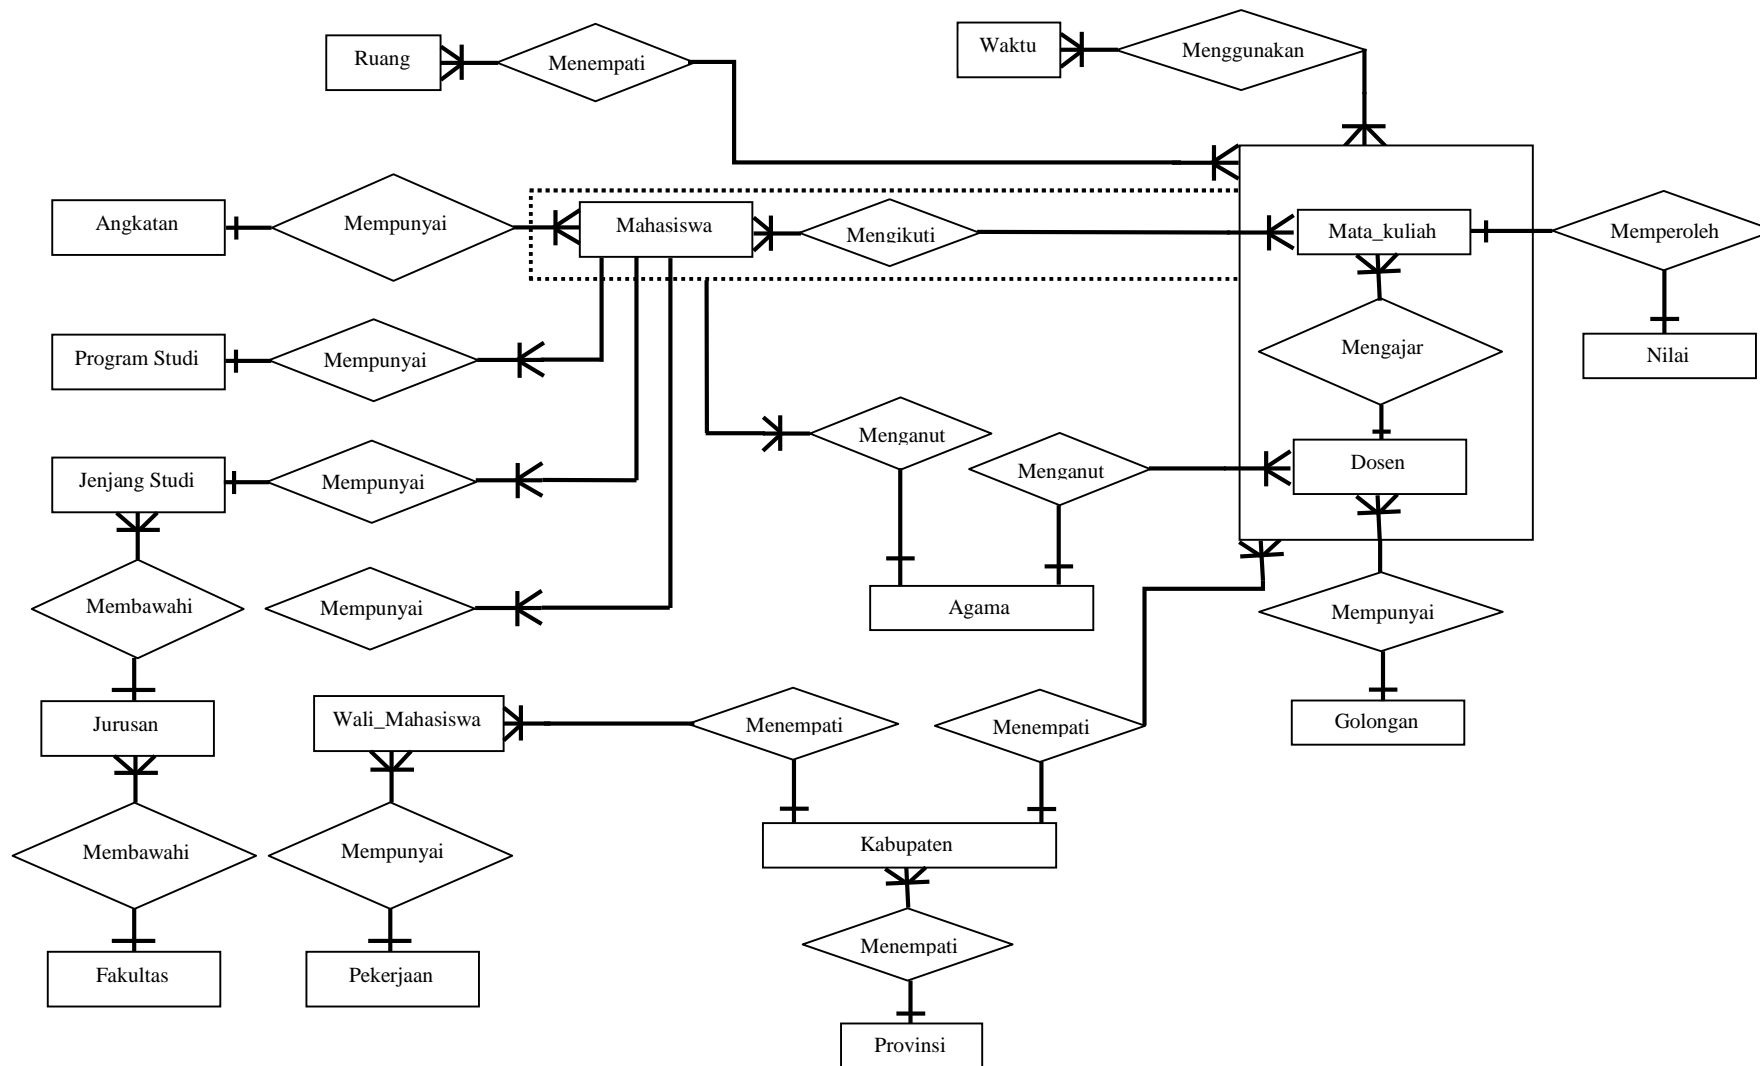 Ruang
Menempati
Waktu
Menggunakan
Angkatan
Mempunyai
Mahasiswa
Mengikuti
Mata_kuliah
Memperoleh
Program Studi
Mempunyai
Mengajar
Nilai
Jenjang Studi
Mempunyai
Menganut
Menganut
Dosen
Membawahi
Mempunyai
Agama
Mempunyai
Jurusan
Wali_Mahasiswa
Menempati
Menempati
Golongan
Membawahi
Mempunyai
Kabupaten
Fakultas
Pekerjaan
Menempati
Provinsi